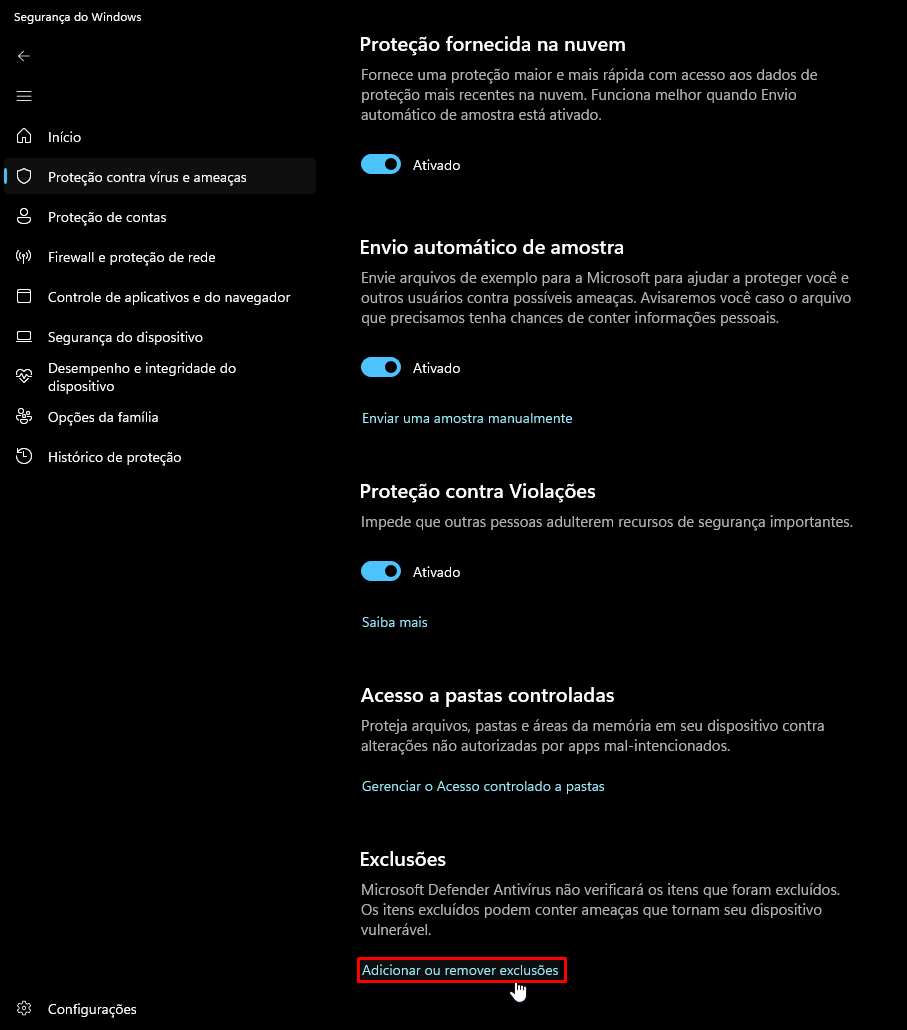 Segurança do Windows
Início
Proteção contra vírus e ameaças
Proteção de contas
Firewall e proteção de rede
Controle de aplicativos e do navegador
Segurança do dispositivo
Desempenho e integridade do
dispositivo
Opções da família
Histórico de proteção
Configurações
Proteção fornecida na nuvem
Fornece uma proteção maior e mais rápida com acesso aos dados de
proteção mais recentes na nuvem. Funciona melhor quando Envio
automático de amostra está ativado.
Ativado
Envio automático de amostra
Envie arquivos de exemplo para a Microsoft para ajudar a proteger você e
outros usuários contra possíveis ameaças. Avisaremos você caso o arquivo
que precisamos tenha chances de conter informações pessoais.
Ativado
Enviar uma amostra manualmente
Proteção contra Violações
Impede que outras pessoas adulterem recursos de segurança importantes.
Ativado
Saiba mais
Acesso a pastas controladas
Proteja arquivos, pastas e áreas da memória em seu dispositivo contra
alterações não autorizadas por apps mal-intencionados.
Gerenciar o Acesso controlado a pastas
Exclusões
Microsoft Defender Antivírus não verificará os itens que foram excluídos.
Os itens excluídos podem conter ameaças que tornam seu dispositivo
vulnerável.
Adicionar ou remover exclusões